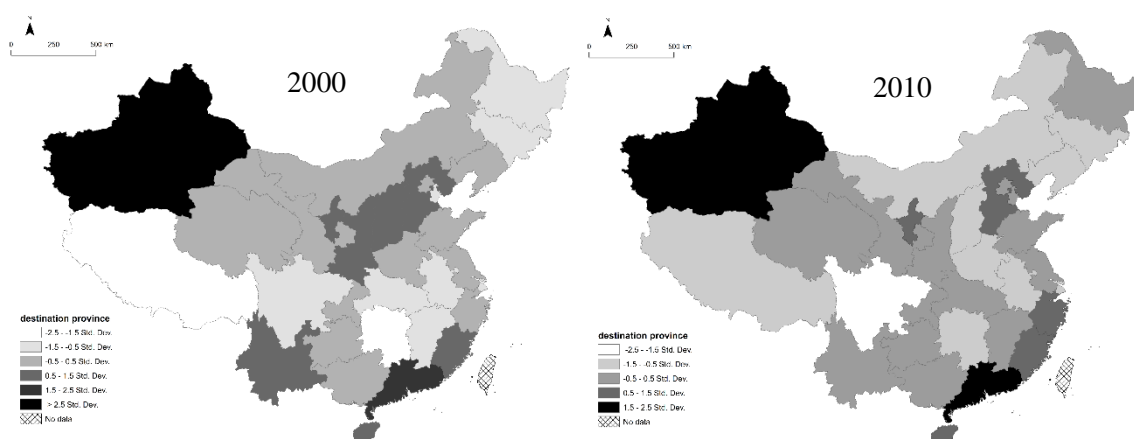 N
0 250 500 km
2000
destination province
-2.5 - -1.5 Std. Dev.
-1.5 - -0.5 Std. Dev.
-0.5 - 0.5 Std. Dev.
0.5 - 1.5 Std. Dev.
1.5 - 2.5 Std. Dev.
> 2.5 Std. Dev.
No data
N
0 250 500 km
2010
destination province
-2.5 - -1.5 Std. Dev.
-1.5 - -0.5 Std. Dev.
-0.5 - 0.5 Std. Dev.
0.5 - 1.5 Std. Dev.
1.5 - 2.5 Std. Dev.
No data